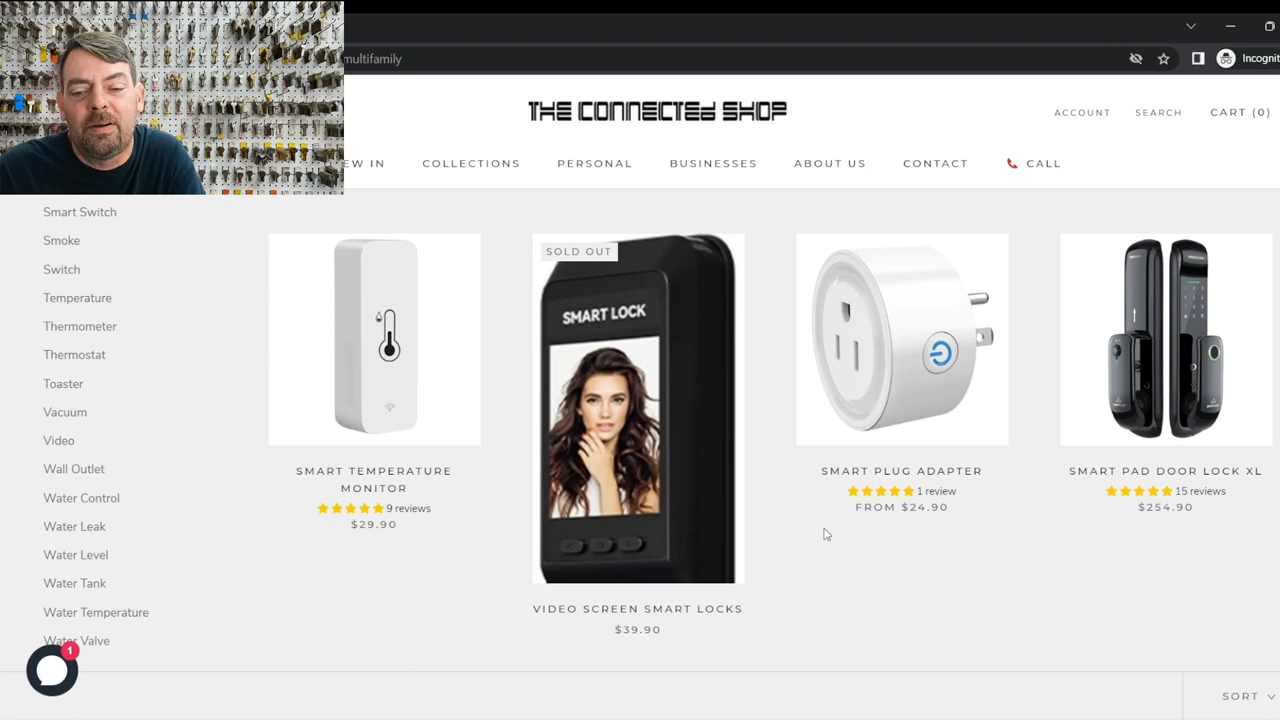 multifamily
Incognit
THE CONNECTEd SHOP
ACCOUNT
SEARCH
CART (0)
EW IN
COLLECTIONS
PERSONAL
BUSINESSES
ABOUT US
CONTACT
CALL
Smart Switch
Smoke
Switch
Temperature
Thermometer
Thermostat
Toaster
Vacuum
Video
Wall Outlet
Water Control
Water Leak
Water Level
Water Tank
Water Temperature
Water Valve
1
SMART TEMPERATURE
MONITOR
9 reviews
$29.90
SOLD OUT
SMART LOCK
VIDEO SCREEN SMART LOCKS
$39.90
SMART PLUG ADAPTER
1 review
FROM $24.90
SMART PAD DOOR LOCK XL
15 reviews
$254.90
SORT